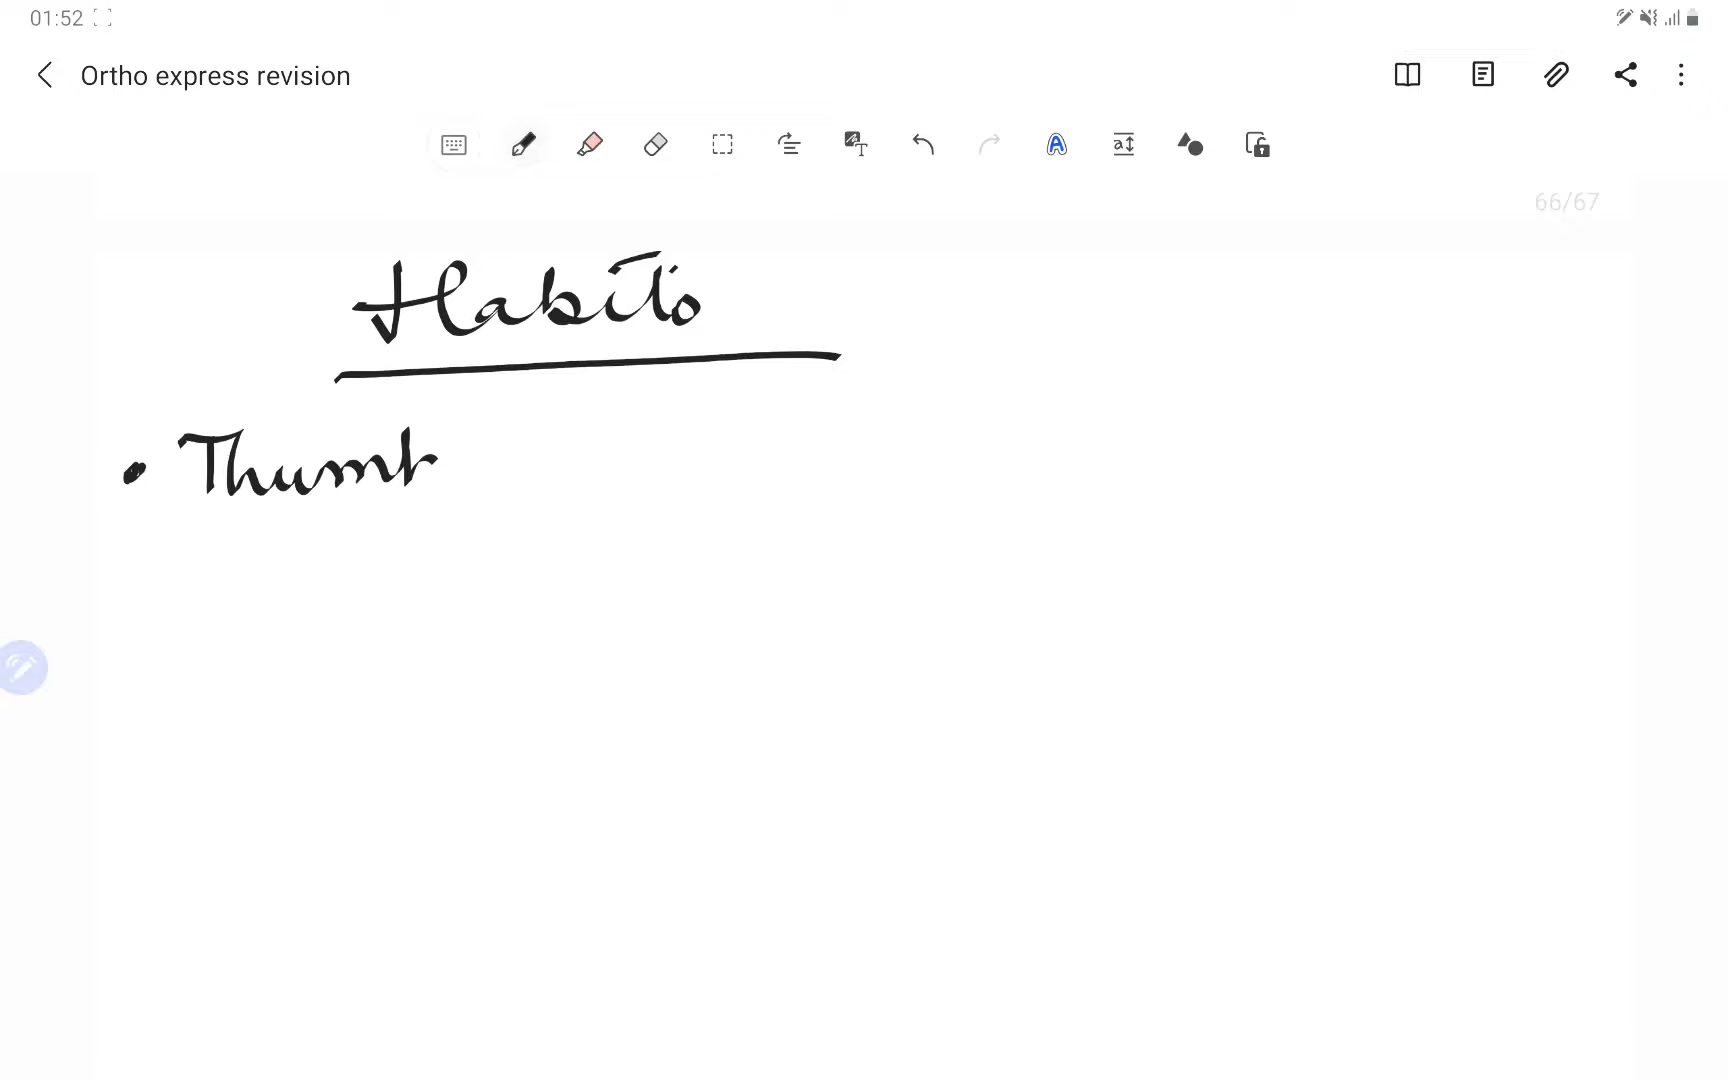 01:52
Ortho express revision
66/67
Habits
• Thumb